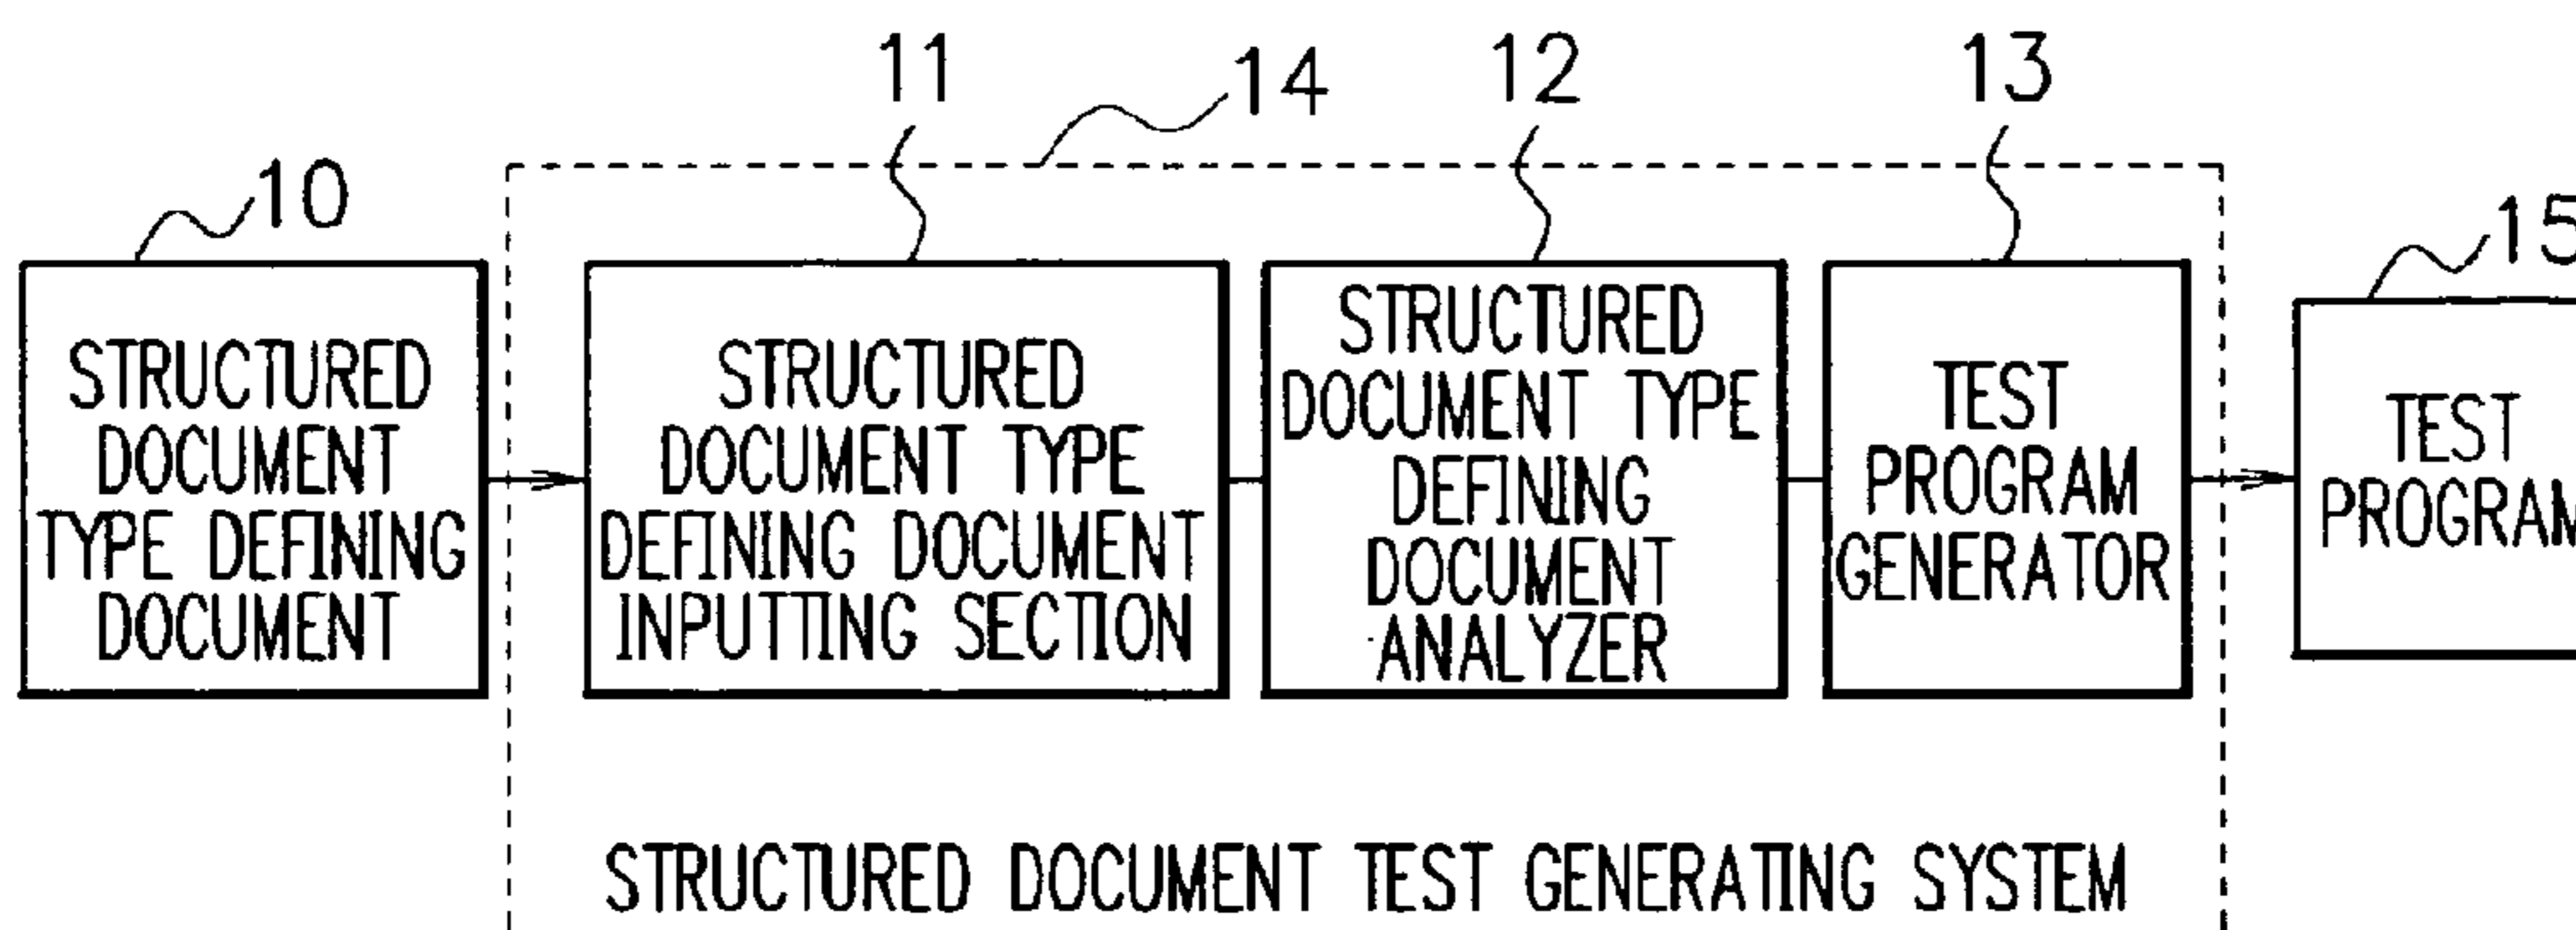 11
14
12
13
10
15
STRUCTURED
DOCUMENT
TYPE DEFINING
DOCUMENT
STRUCTURED
DOCUMENT TYPE
DEFINING DOCUMENT
INPUTTING SECTION
STRUCTURED
DOCUMENT TYPE
DEFINING
DOCUMENT
ANALYZER
TEST
PROGRAM
GENERATOR
TEST
PROGRAM
STRUCTURED DOCUMENT TEST GENERATING SYSTEM